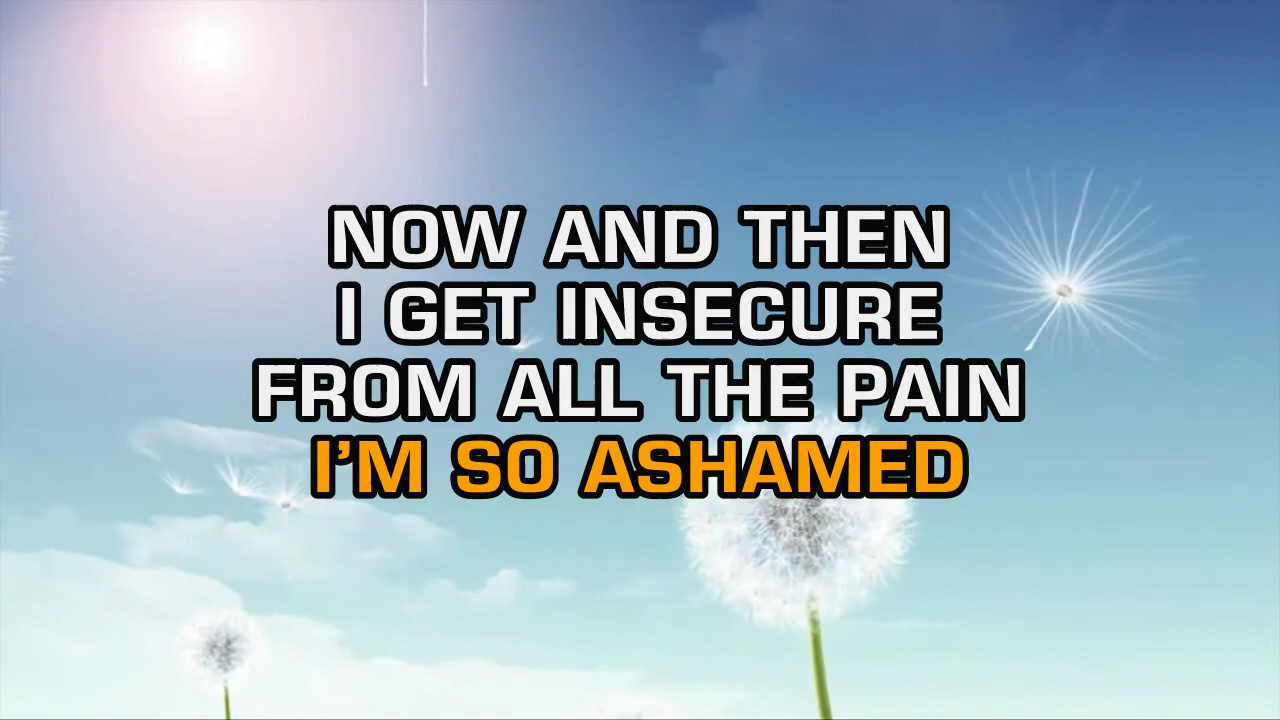 NOW AND THEN
I GET INSECURE
FROM ALL THE PAIN
I’M SO ASHAMED